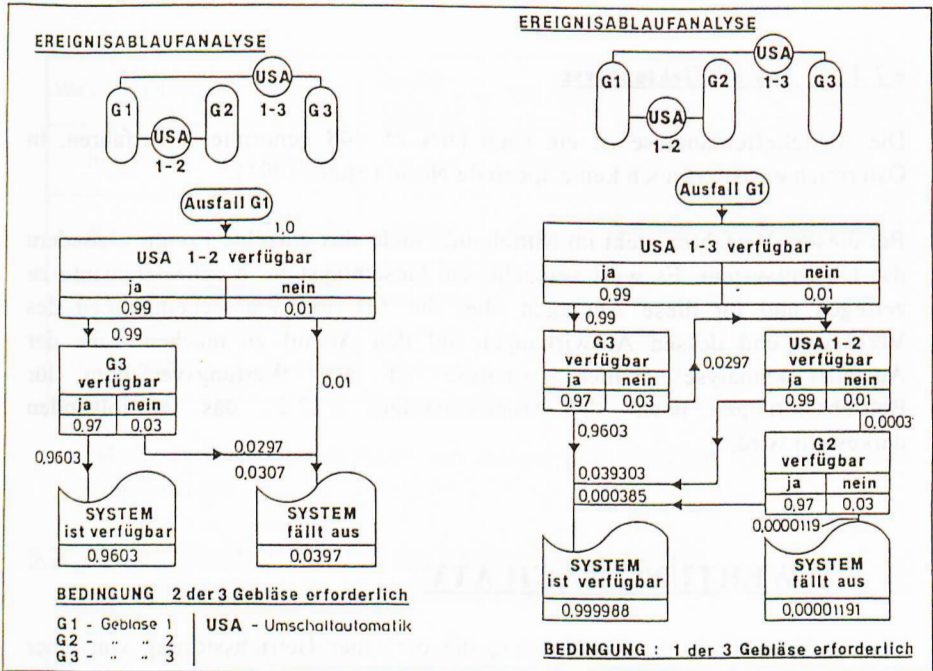 EREIGNISABLAUFANALYSE
G1
USA
1-2
G2
USA
1-3
G3
Ausfall G1
1,0
USA 1-2 verfügbar
ja nein
0,99 0,01
0,99
0,01
G3
verfügbar
ja nein
0,97 0,03
0,9603
0,0297
0,0307
SYSTEM
ist verfügbar
0,9603
SYSTEM
fällt aus
0,0397
BEDINGUNG 2 der 3 Gebläse erforderlich
G1 - Gebläse 1
G2 - " " 2
G3 - " " 3
USA - Umschaltautomatik
EREIGNISABLAUFANALYSE
G1
USA
1-2
G2
USA
1-3
G3
Ausfall G1
USA 1-3 verfügbar
ja nein
0,99 0,01
0,99
G3
verfügbar
ja nein
0,97 0,03
0,0297
USA 1-2
verfügbar
ja nein
0,99 0,01
0,0003
0,9603
G2
verfügbar
ja nein
0,97 0,03
0,039303
0,000385
0,0000119
SYSTEM
ist verfügbar
0,999988
SYSTEM
fällt aus
0,00001191
BEDINGUNG : 1 der 3 Gebläse erforderlich